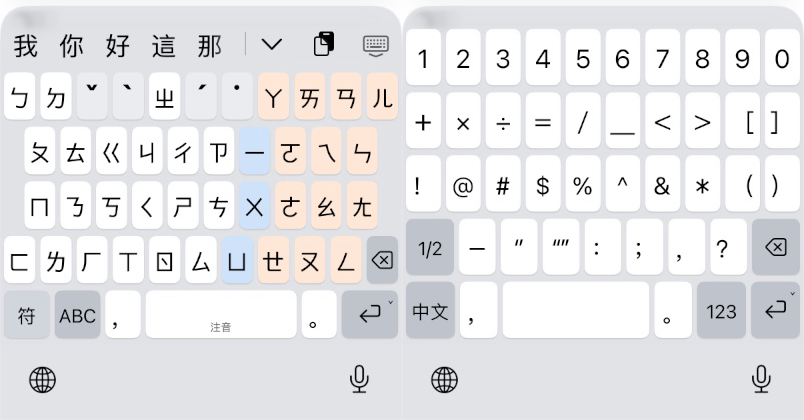 我 你 好 這 那
ㄅ ㄉ ˇ ˋ ㄓ ˊ ˙ ㄚ ㄞ ㄢ ㄦ
ㄆ ㄊ ㄍ ㄐ ㄔ ㄗ ㄧ ㄛ ㄟ ㄣ
ㄇ ㄋ ㄎ ㄑ ㄕ ㄘ ㄨ ㄜ ㄠ ㄤ
ㄈ ㄌ ㄏ ㄒ ㄖ ㄙ ㄩ ㄝ ㄡ ㄥ
符 ABC , 注音 。
1 2 3 4 5 6 7 8 9 0
+ × ÷ = / __ < > [ ]
! @ # $ % ^ & * ( )
1/2 — " "" : ; , ?
中文 , 。 123